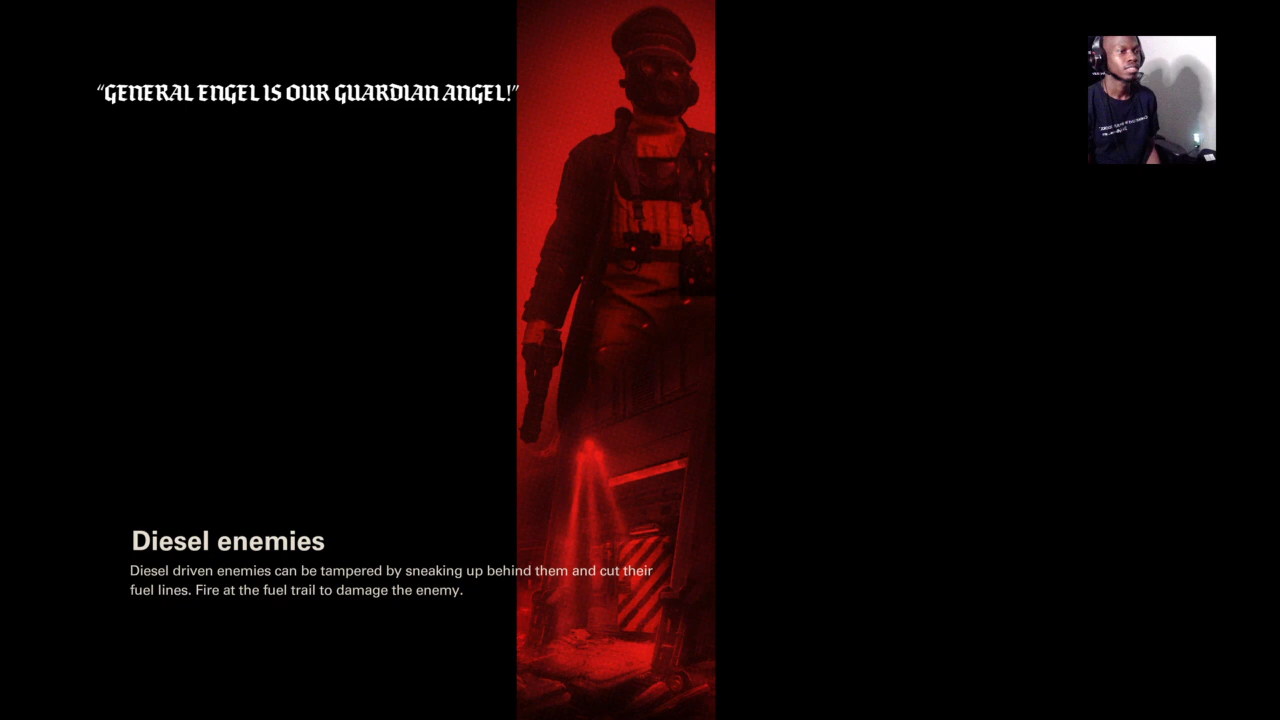 “GENERAL ENGEL IS OUR GUARDIAN ANGEL!”
Diesel enemies
Diesel driven enemies can be tampered by sneaking up behind them and cut their
fuel lines. Fire at the fuel trail to damage the enemy.